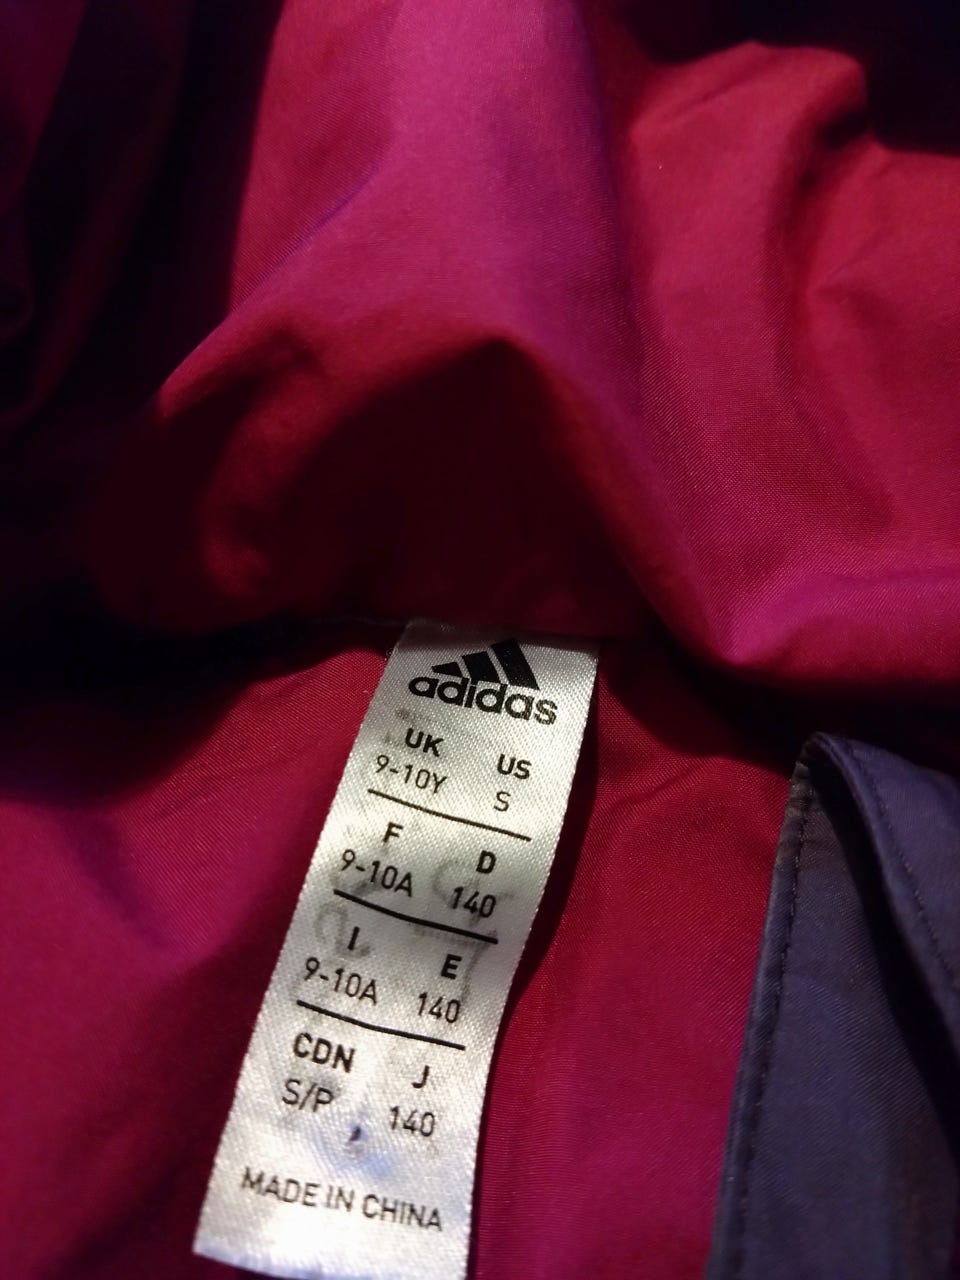 adidas
UK US
9-10Y S
F D
9-10A 140
I E
9-10A 140
CDN J
S/P 140
MADE IN CHINA